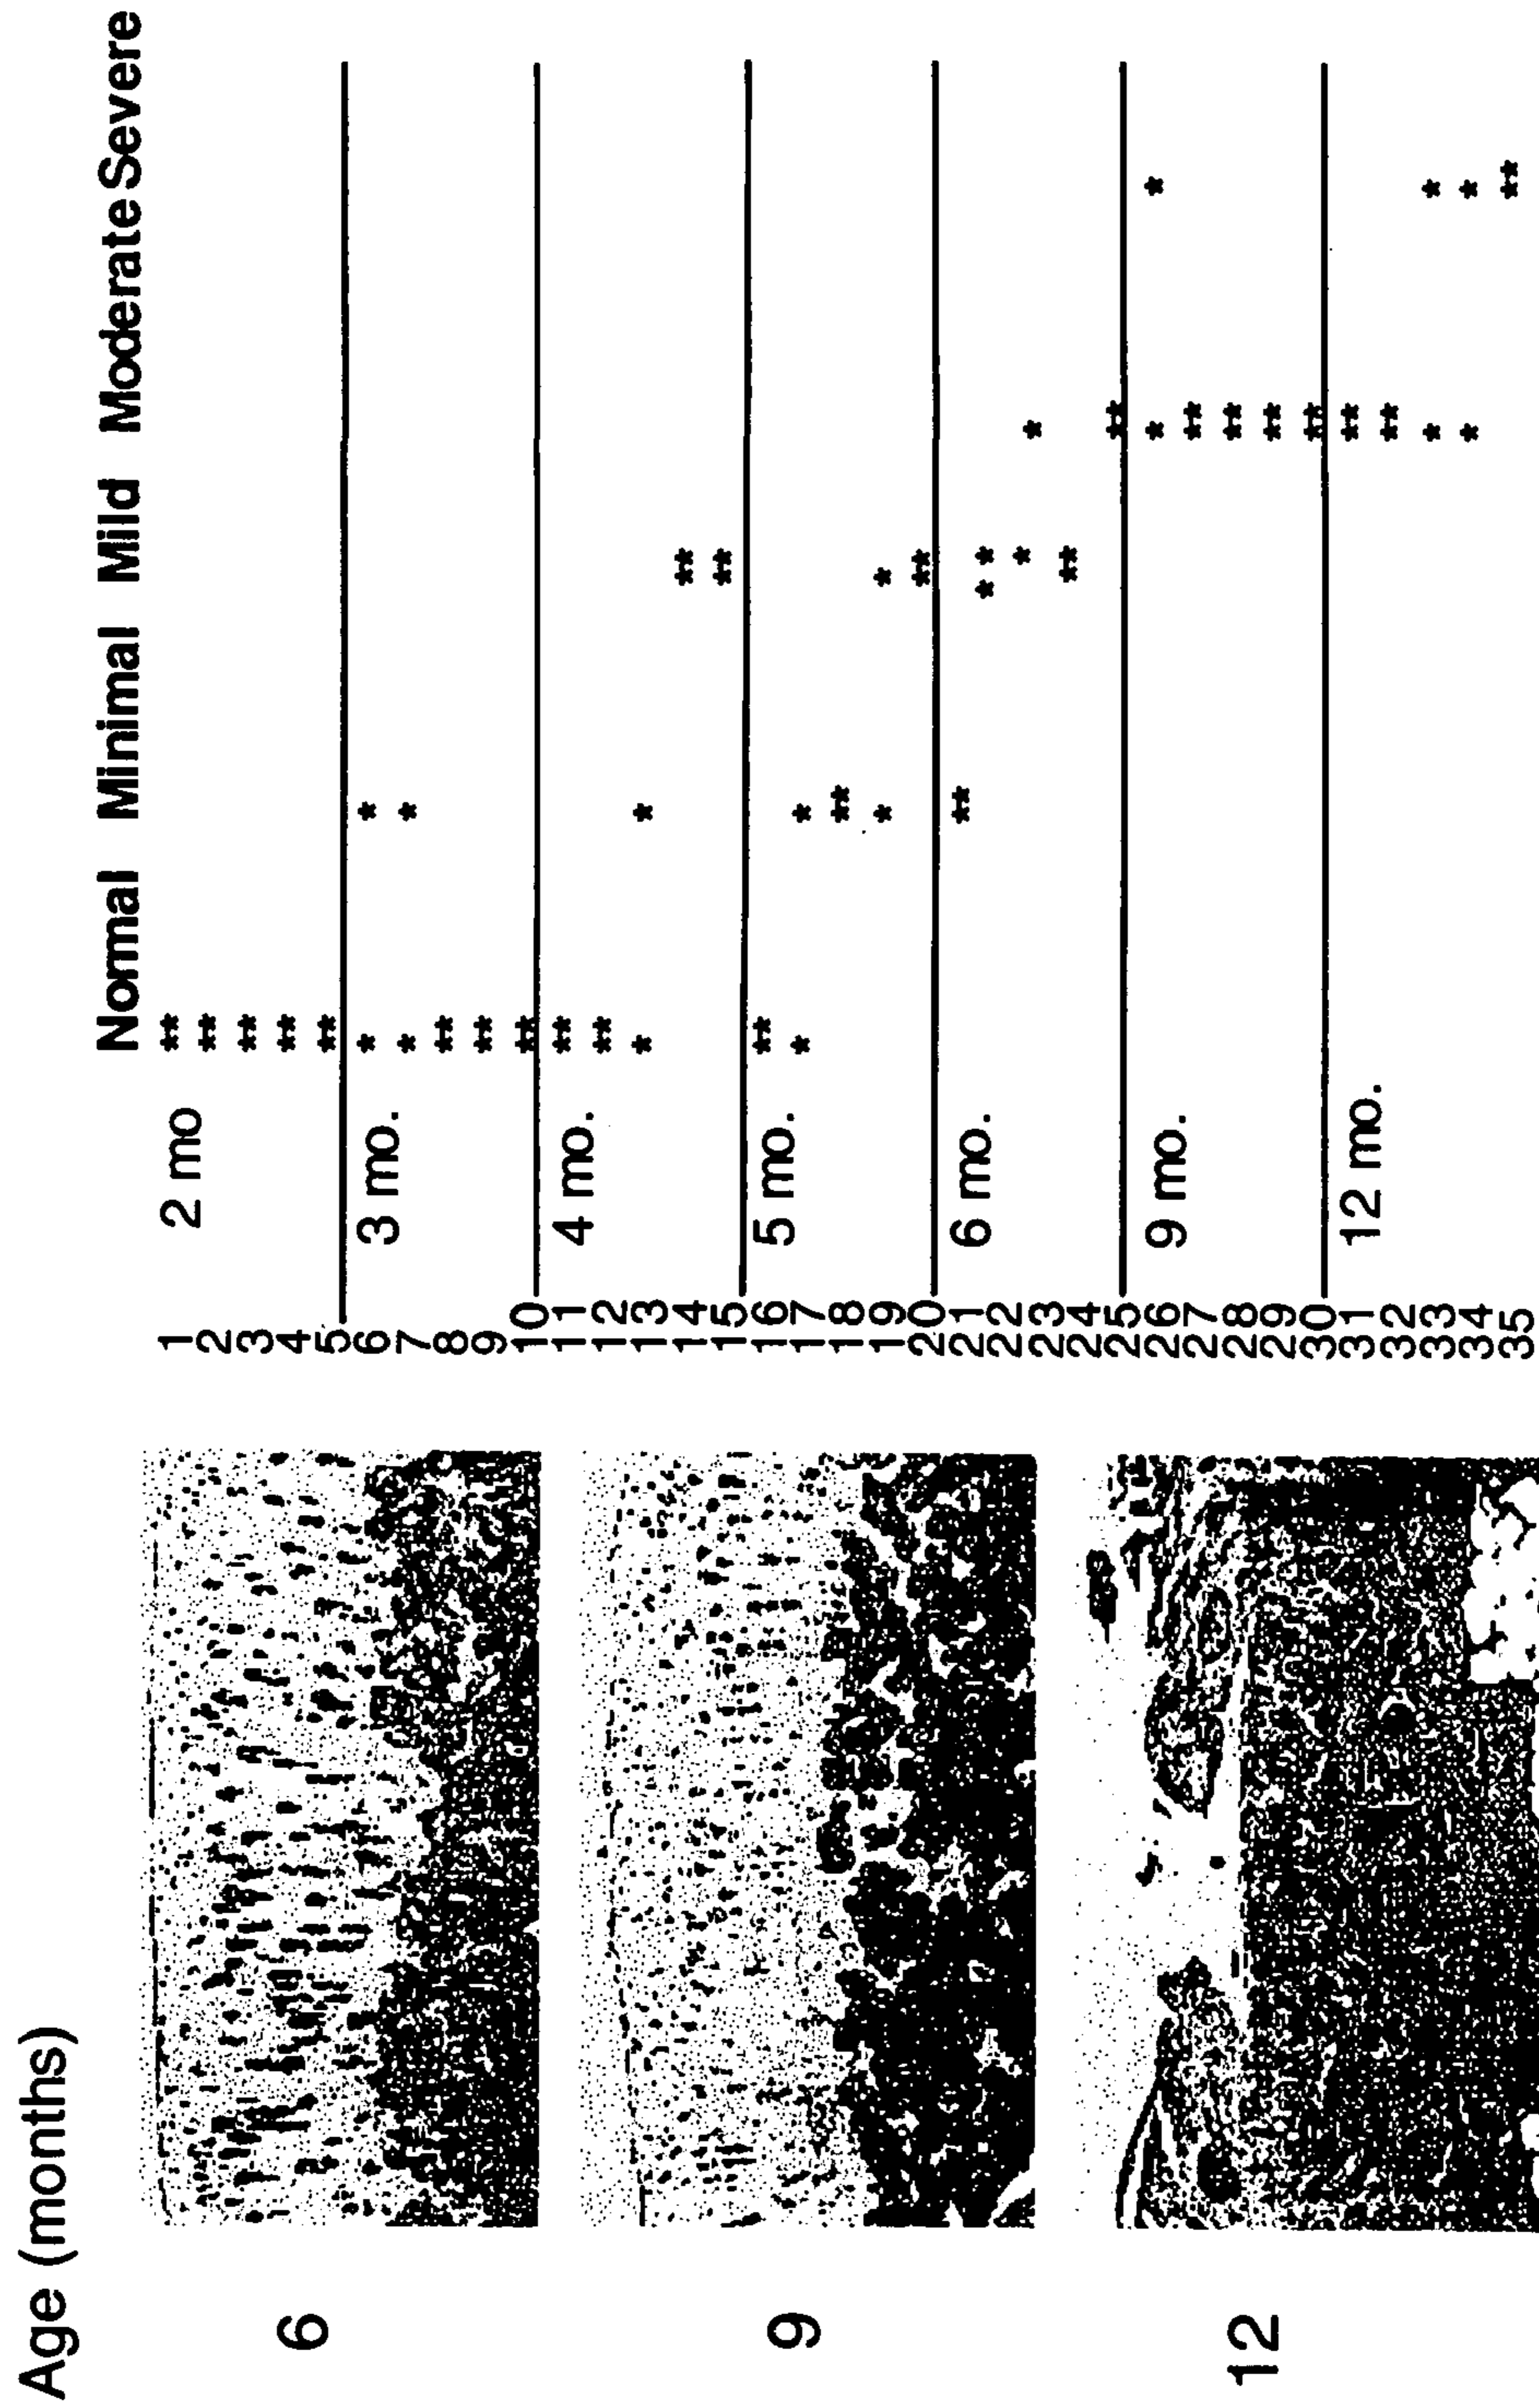 Age (months)
6
9
12
Normal Minimal Mild Moderate Severe
1 2 mo **
2 **
3 **
4 **
5 **
6 3 mo. * *
7 * *
8 **
9 **
10 **
11 4 mo. **
12 **
13 * *
14 **
15 **
16 5 mo. **
17 * *
18 **
19 * *
20 **
21 6 mo. **
22 * *
23 * *
24 **
25 **
26 9 mo. * *
27 **
28 **
29 **
30 **
31 12 mo. **
32 **
33 * *
34 * *
35 **